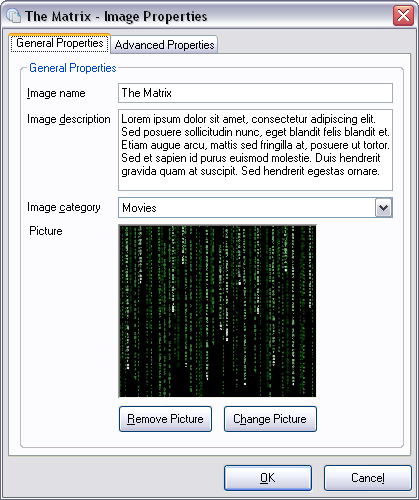 The Matrix - Image Properties
General Properties
Advanced Properties
General Properties
Image name
The Matrix
Image description
Lorem ipsum dolor sit amet, consectetur adipiscing elit.
Sed posuere sollicitudin nunc, eget blandit felis blandit et.
Etiam augue arcu, mattis sed fringilla at, posuere ut tortor.
Sed et sapien id purus euismod molestie. Duis hendrerit
gravida quam at suscipit. Sed hendrerit egestas ornare.
Image category
Movies
Picture
Remove Picture
Change Picture
OK
Cancel